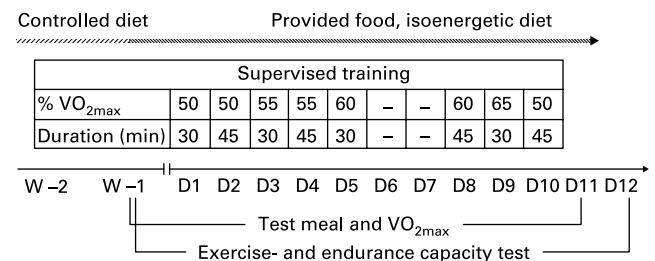 Controlled diet Provided food, isoenergetic diet
Supervised training
% VO2max 50 50 55 55 60 – – 60 65 50
Duration (min) 30 45 30 45 30 – – 45 30 45
W –2 W –1 D1 D2 D3 D4 D5 D6 D7 D8 D9 D10 D11 D12
Test meal and VO2max
Exercise- and endurance capacity test